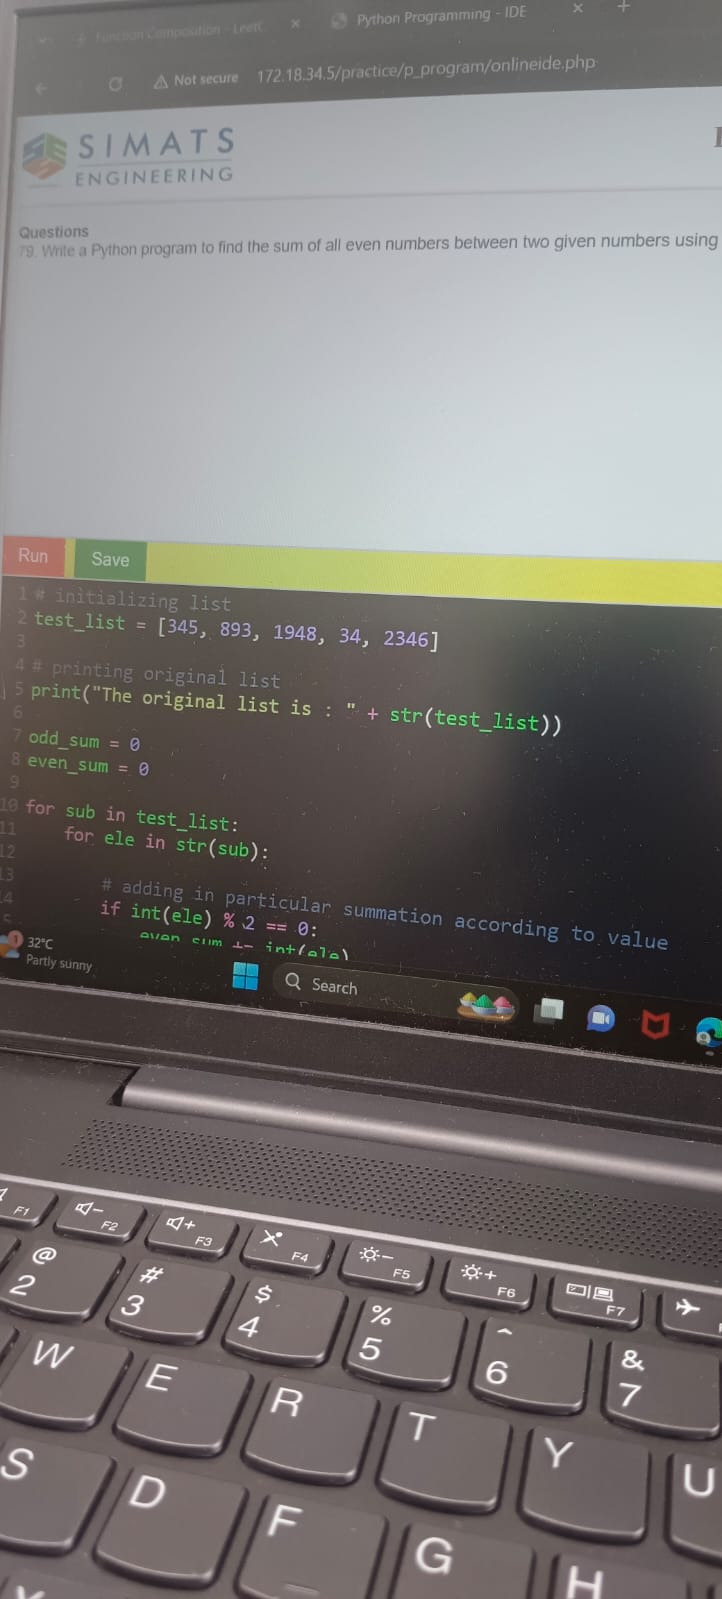 Function Composition - Leet
Python Programming - IDE
Not secure 172.18.34.5/practice/p_program/onlineide.php
SIMATS
ENGINEERING
Questions
79. Write a Python program to find the sum of all even numbers between two given numbers using
Run Save
1 # initializing list
2 test_list = [345, 893, 1948, 34, 2346]
3
4 # printing original list
5 print("The original list is : " + str(test_list))
6
7 odd_sum = 0
8 even_sum = 0
9
10 for sub in test_list:
11 for ele in str(sub):
12
13 # adding in particular summation according to value
14 if int(ele) % 2 == 0:
even_sum += int(ele)
1
32°C
Partly sunny
Search
F1 F2 F3 F4 F5 F6 F7
@ 2 # 3 $ 4 % 5 ^ 6 & 7
W E R T Y U
S D F G H